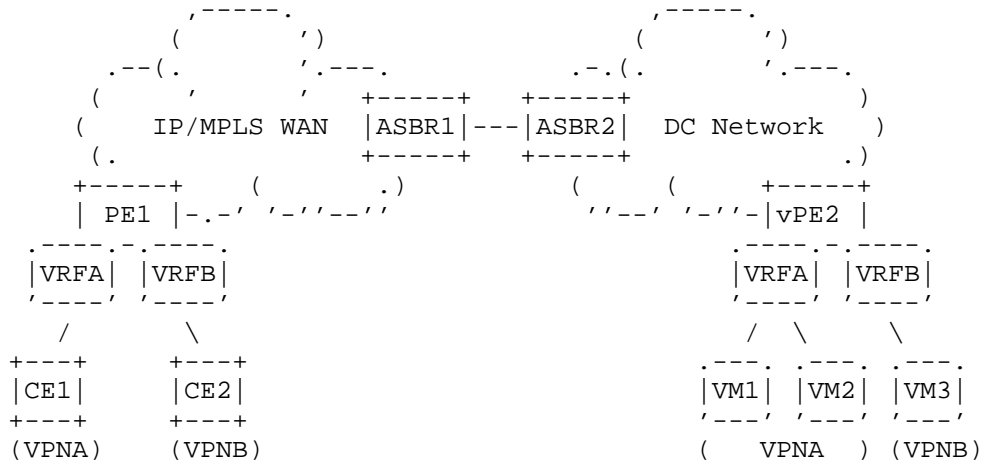 IP/MPLS WAN |ASBR1|---|ASBR2| DC Network
| PE1 | |vPE2 |
|VRFA| |VRFB| |VRFA| |VRFB|
|CE1| |CE2| |VM1| |VM2| |VM3|
(VPNA) (VPNB) ( VPNA ) (VPNB)